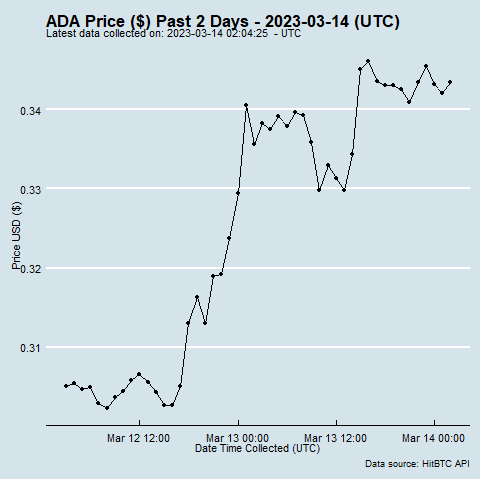 ADA Price ($) Past 2 Days - 2023-03-14 (UTC)
Latest data collected on: 2023-03-14 02:04:25  - UTC
0.34
0.33
0.32
0.31
Price USD ($)
Mar 12 12:00
Mar 13 00:00
Mar 13 12:00
Mar 14 00:00
Date Time Collected (UTC)
Data source: HitBTC API